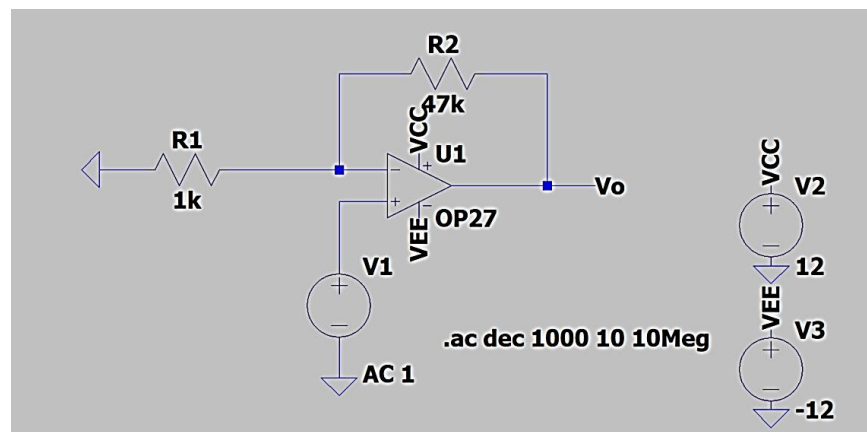 R2
47k
VCC
+
U1
R1
1k
−
+
−
VEE
OP27
Vo
V1
+
−
AC 1
.ac dec 1000 10 10Meg
VCC
V2
+
−
12
VEE
V3
+
−
-12